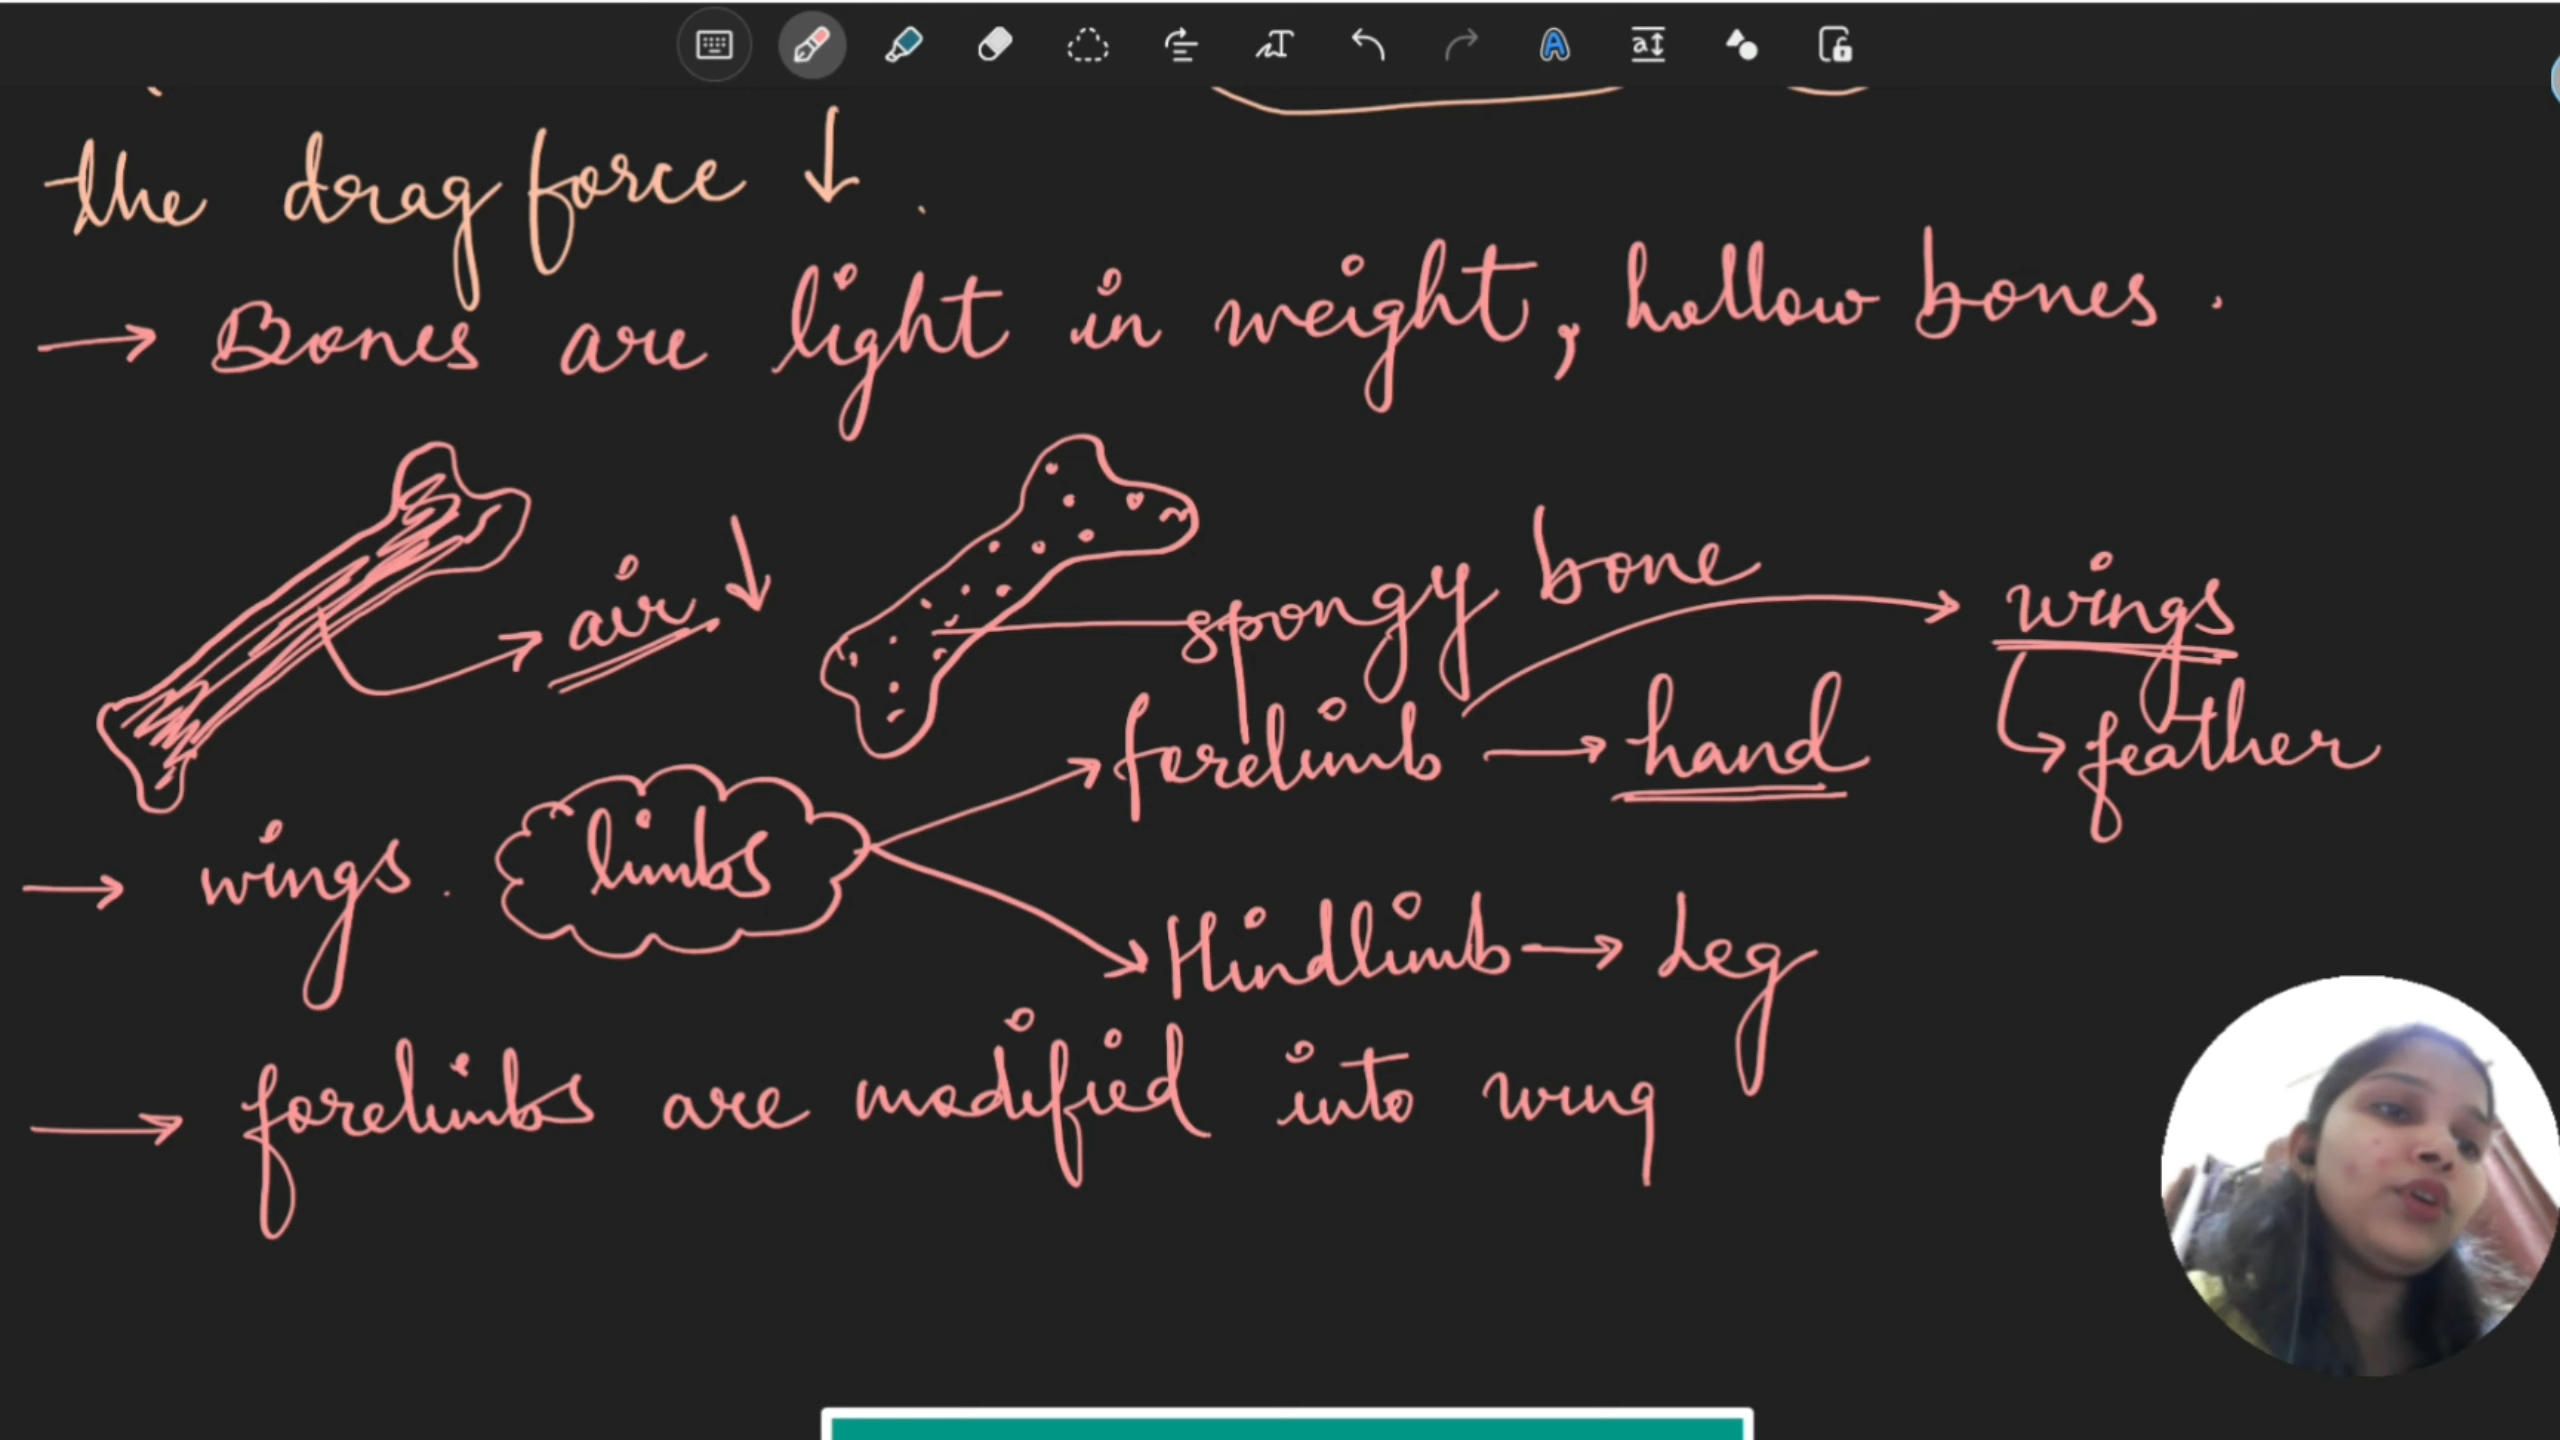 the drag force ↓ .
→ Bones are light in weight, hollow bones .
→ air ↓
spongy bone
→ wings
→ feather
→ forelimb → hand
→ wings . limbs
→ Hindlimb → Leg
→ forelimbs are modified into wing